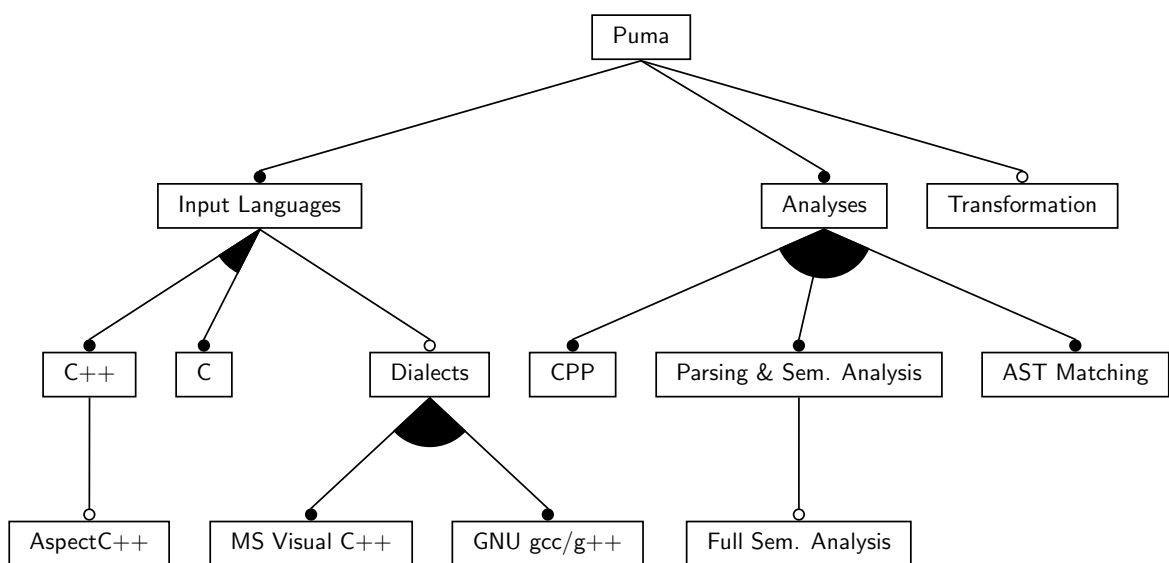 Puma
Input Languages
Analyses
Transformation
C++
C
Dialects
CPP
Parsing & Sem. Analysis
AST Matching
AspectC++
MS Visual C++
GNU gcc/g++
Full Sem. Analysis